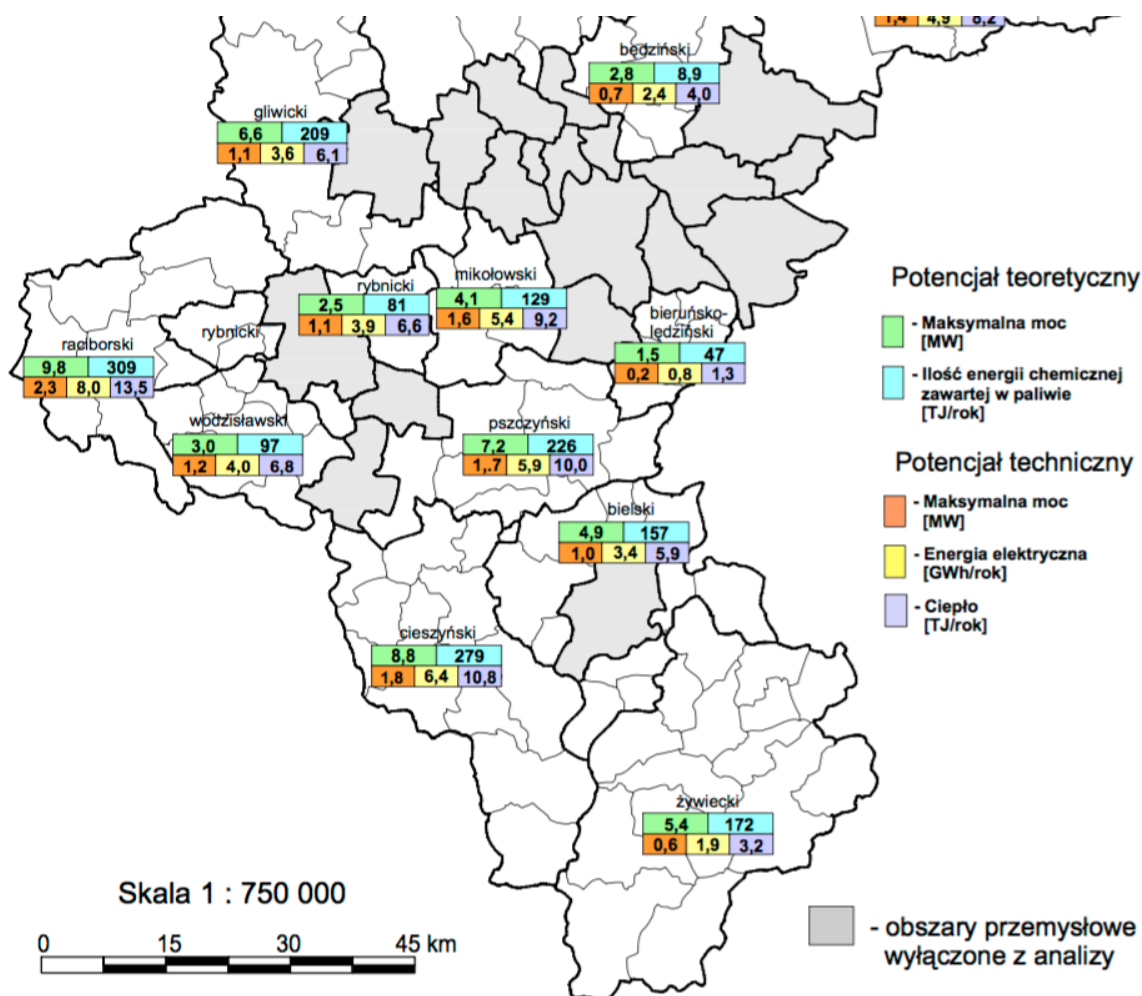 1,4 4,9 8,2
będziński
2,8 8,9
0,7 2,4 4,0
gliwicki
6,6 209
1,1 3,6 6,1
mikołowski
4,1 129
1,6 5,4 9,2
rybnicki
2,5 81
1,1 3,9 6,6
bieruńsko-
lędziński
1,5 47
0,2 0,8 1,3
rybnicki
raciborski
9,8 309
2,3 8,0 13,5
wodzisławski
3,0 97
1,2 4,0 6,8
pszczyński
7,2 226
1,.7 5,9 10,0
bielski
4,9 157
1,0 3,4 5,9
cieszyński
8,8 279
1,8 6,4 10,8
żywiecki
5,4 172
0,6 1,9 3,2
Potencjał teoretyczny
- Maksymalna moc
[MW]
- Ilość energii chemicznej
zawartej w paliwie
[TJ/rok]
Potencjał techniczny
- Maksymalna moc
[MW]
- Energia elektryczna
[GWh/rok]
- Ciepło
[TJ/rok]
Skala 1 : 750 000
0 15 30 45 km
- obszary przemysłowe
wyłączone z analizy